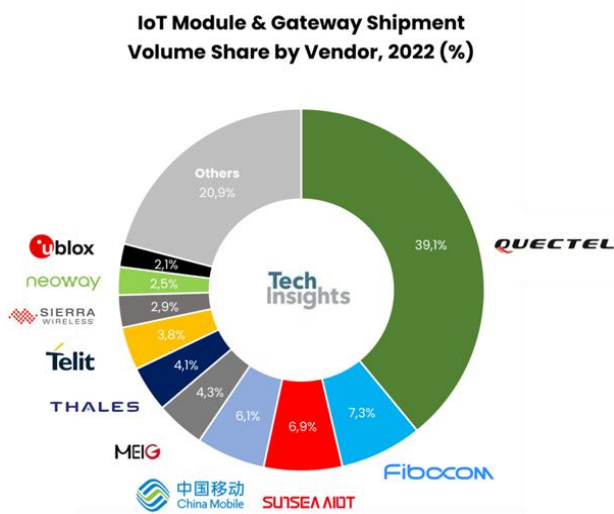 IoT Module & Gateway Shipment
Volume Share by Vendor, 2022 (%)
Others
20,9%
39,1%
QUECTEL
7,3%
Fibocom
6,9%
SUNSEA AIOT
6,1%
中国移动
China Mobile
4,3%
MEIG
4,1%
THALES
3,8%
Telit
2,9%
SIERRA
WIRELESS
2,5%
neoway
2,1%
ublox
Tech
Insights